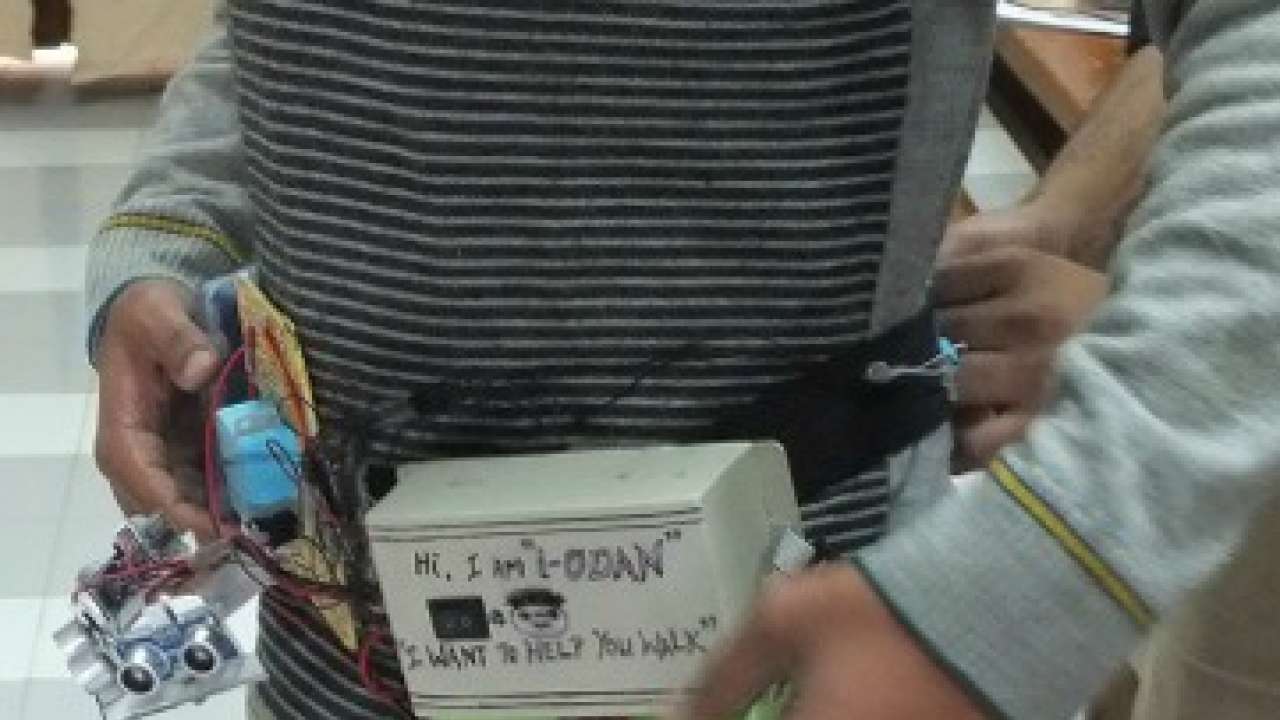 Hi, I AM "I-ODAN"
"I WANT TO HELP YOU WALK"